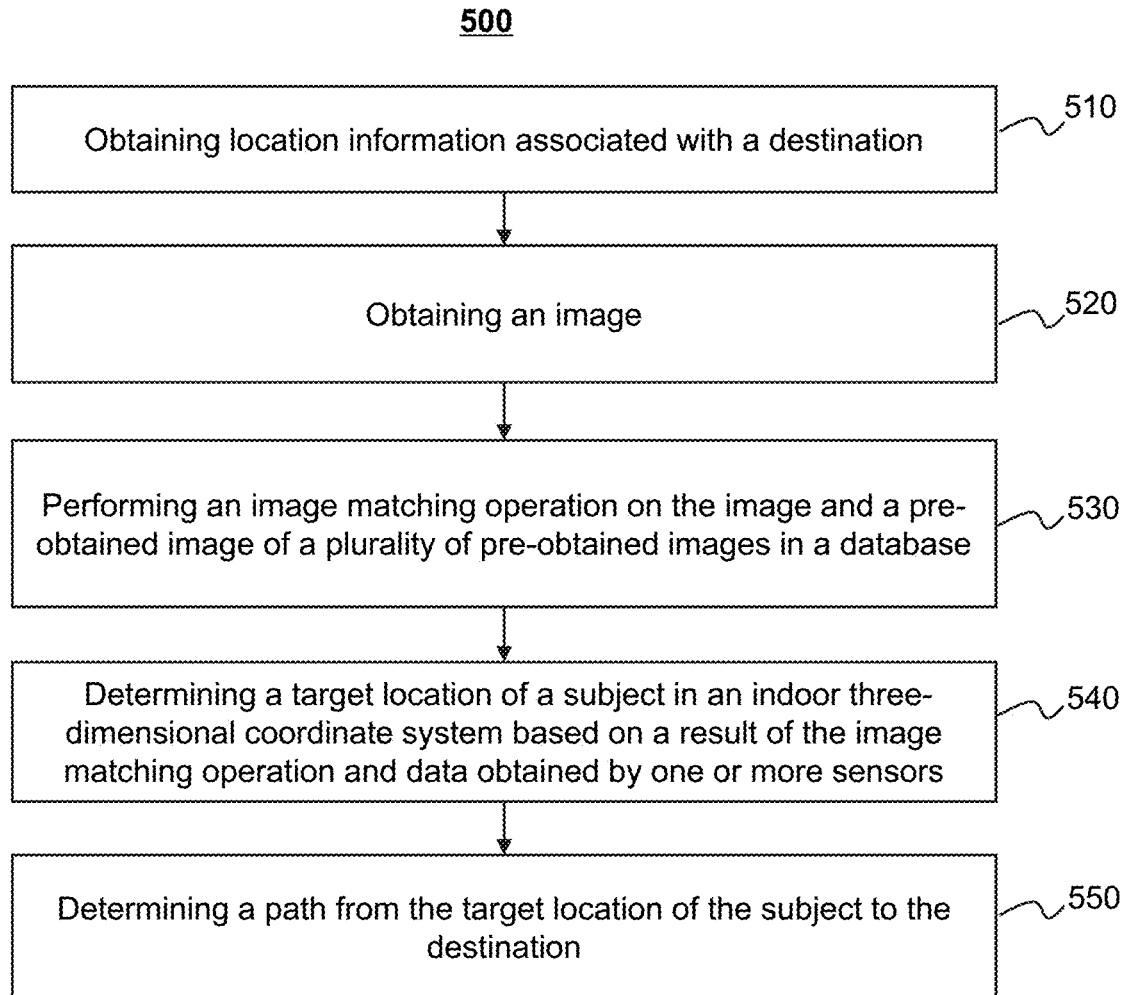 500
Obtaining location information associated with a destination
510
Obtaining an image
520
Performing an image matching operation on the image and a pre-
obtained image of a plurality of pre-obtained images in a database
530
Determining a target location of a subject in an indoor three-
dimensional coordinate system based on a result of the image
matching operation and data obtained by one or more sensors
540
Determining a path from the target location of the subject to the
destination
550